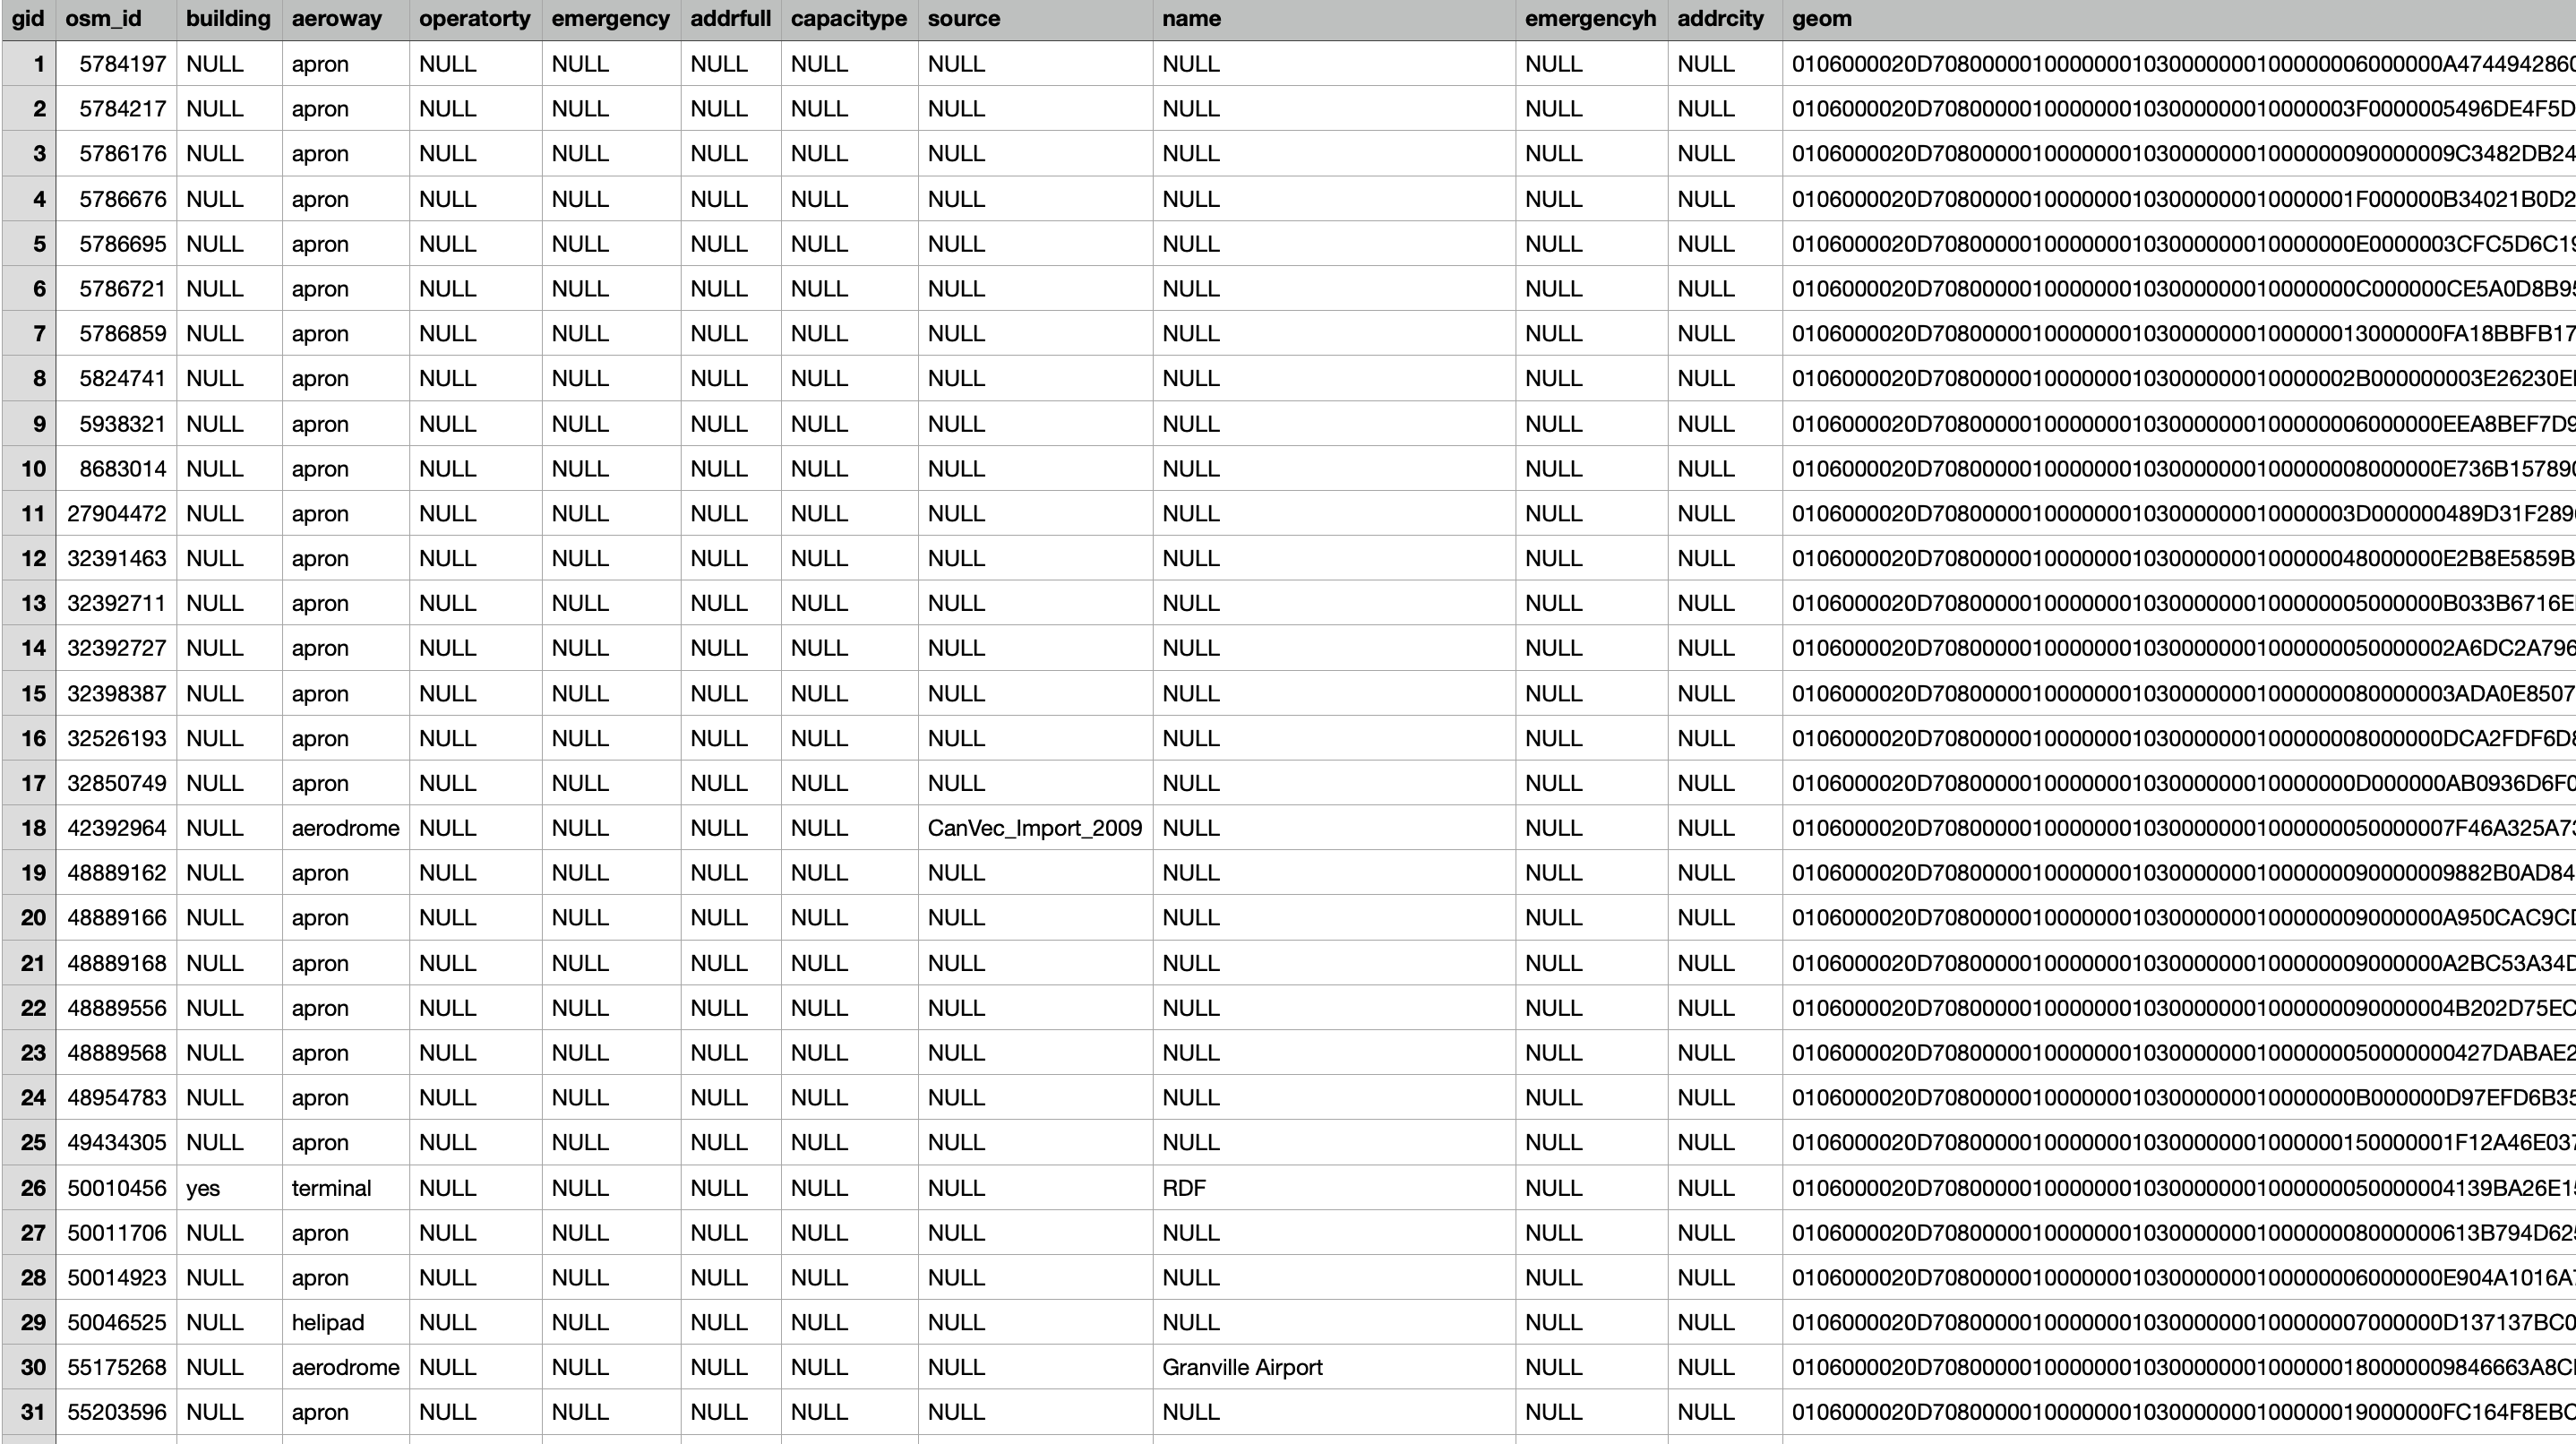 gid osm_id building aeroway operatorty emergency addrfull capacitype source name emergencyh addrcity geom
1 5784197 NULL apron NULL NULL NULL NULL NULL NULL NULL NULL 0106000020D70800000100000001030000000100000006000000A4744942860
2 5784217 NULL apron NULL NULL NULL NULL NULL NULL NULL NULL 0106000020D7080000010000000103000000010000003F0000005496DE4F5D
3 5786176 NULL apron NULL NULL NULL NULL NULL NULL NULL NULL 0106000020D708000001000000010300000001000000090000009C3482DB24
4 5786676 NULL apron NULL NULL NULL NULL NULL NULL NULL NULL 0106000020D7080000010000000103000000010000001F000000B34021B0D2
5 5786695 NULL apron NULL NULL NULL NULL NULL NULL NULL NULL 0106000020D7080000010000000103000000010000000E0000003CFC5D6C19
6 5786721 NULL apron NULL NULL NULL NULL NULL NULL NULL NULL 0106000020D7080000010000000103000000010000000C000000CE5A0D8B95
7 5786859 NULL apron NULL NULL NULL NULL NULL NULL NULL NULL 0106000020D70800000100000001030000000100000013000000FA18BBFB17
8 5824741 NULL apron NULL NULL NULL NULL NULL NULL NULL NULL 0106000020D7080000010000000103000000010000002B000000003E26230E
9 5938321 NULL apron NULL NULL NULL NULL NULL NULL NULL NULL 0106000020D70800000100000001030000000100000006000000EEA8BEF7D9
10 8683014 NULL apron NULL NULL NULL NULL NULL NULL NULL NULL 0106000020D70800000100000001030000000100000008000000E736B157890
11 27904472 NULL apron NULL NULL NULL NULL NULL NULL NULL NULL 0106000020D7080000010000000103000000010000003D000000489D31F289
12 32391463 NULL apron NULL NULL NULL NULL NULL NULL NULL NULL 0106000020D70800000100000001030000000100000048000000E2B8E5859B
13 32392711 NULL apron NULL NULL NULL NULL NULL NULL NULL NULL 0106000020D70800000100000001030000000100000005000000B033B6716E
14 32392727 NULL apron NULL NULL NULL NULL NULL NULL NULL NULL 0106000020D708000001000000010300000001000000050000002A6DC2A796
15 32398387 NULL apron NULL NULL NULL NULL NULL NULL NULL NULL 0106000020D708000001000000010300000001000000080000003ADA0E8507
16 32526193 NULL apron NULL NULL NULL NULL NULL NULL NULL NULL 0106000020D70800000100000001030000000100000008000000DCA2FDF6D8
17 32850749 NULL apron NULL NULL NULL NULL NULL NULL NULL NULL 0106000020D7080000010000000103000000010000000D000000AB0936D6F0
18 42392964 NULL aerodrome NULL NULL NULL NULL CanVec_Import_2009 NULL NULL NULL 0106000020D708000001000000010300000001000000050000007F46A325A73
19 48889162 NULL apron NULL NULL NULL NULL NULL NULL NULL NULL 0106000020D708000001000000010300000001000000090000009882B0AD84
20 48889166 NULL apron NULL NULL NULL NULL NULL NULL NULL NULL 0106000020D70800000100000001030000000100000009000000A950CAC9C
21 48889168 NULL apron NULL NULL NULL NULL NULL NULL NULL NULL 0106000020D70800000100000001030000000100000009000000A2BC53A34D
22 48889556 NULL apron NULL NULL NULL NULL NULL NULL NULL NULL 0106000020D708000001000000010300000001000000090000004B202D75EC
23 48889568 NULL apron NULL NULL NULL NULL NULL NULL NULL NULL 0106000020D708000001000000010300000001000000050000000427DABAE2
24 48954783 NULL apron NULL NULL NULL NULL NULL NULL NULL NULL 0106000020D7080000010000000103000000010000000B000000D97EFD6B35
25 49434305 NULL apron NULL NULL NULL NULL NULL NULL NULL NULL 0106000020D708000001000000010300000001000000150000001F12A46E037
26 50010456 yes terminal NULL NULL NULL NULL NULL RDF NULL NULL 0106000020D708000001000000010300000001000000050000004139BA26E1
27 50011706 NULL apron NULL NULL NULL NULL NULL NULL NULL NULL 0106000020D70800000100000001030000000100000008000000613B794D625
28 50014923 NULL apron NULL NULL NULL NULL NULL NULL NULL NULL 0106000020D70800000100000001030000000100000006000000E904A1016A
29 50046525 NULL helipad NULL NULL NULL NULL NULL NULL NULL NULL 0106000020D70800000100000001030000000100000007000000D137137BC0
30 55175268 NULL aerodrome NULL NULL NULL NULL NULL Granville Airport NULL NULL 0106000020D708000001000000010300000001000000180000009846663A8C
31 55203596 NULL apron NULL NULL NULL NULL NULL NULL NULL NULL 0106000020D70800000100000001030000000100000019000000FC164F8EBC